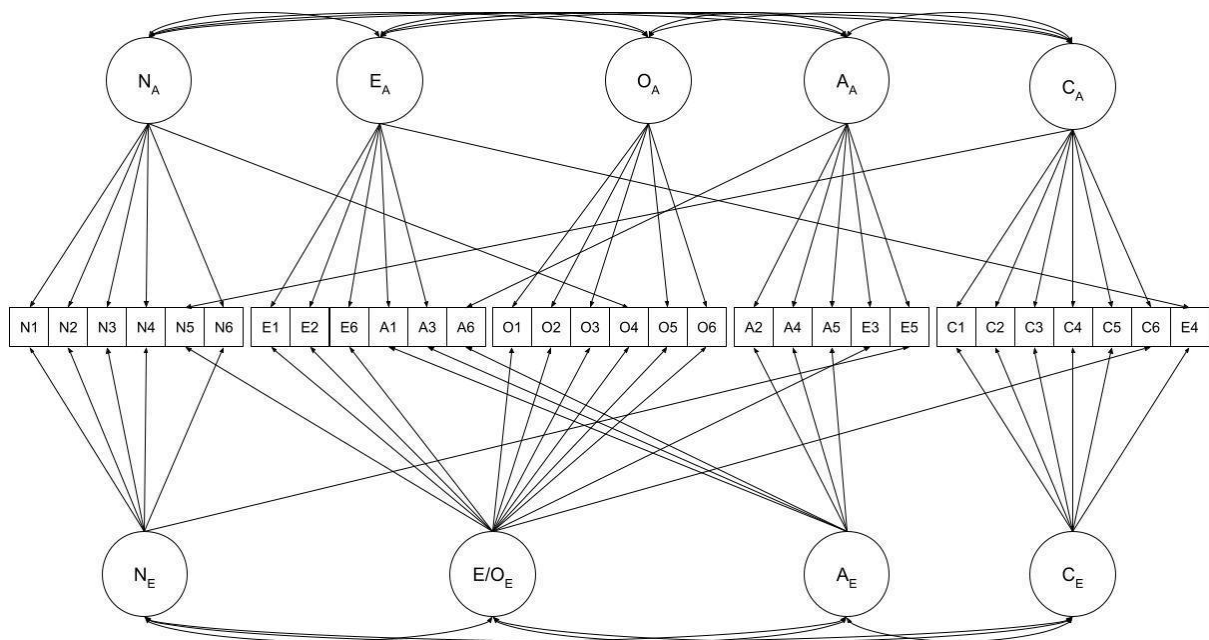 N_A E_A O_A A_A C_A
N1 N2 N3 N4 N5 N6 E1 E2 E6 A1 A3 A6 O1 O2 O3 O4 O5 O6 A2 A4 A5 E3 E5 C1 C2 C3 C4 C5 C6 E4
N_E E/O_E A_E C_E